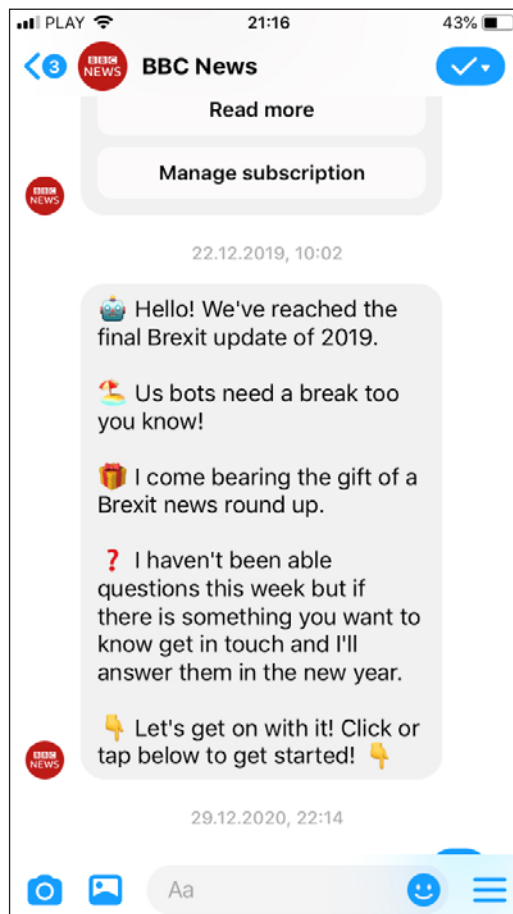 PLAY 21:16 43%
3 BBC NEWS BBC News
Read more
Manage subscription
BBC NEWS
22.12.2019, 10:02
🤖 Hello! We've reached the
final Brexit update of 2019.
🏖️ Us bots need a break too
you know!
🎁 I come bearing the gift of a
Brexit news round up.
❓ I haven't been able
questions this week but if
there is something you want to
know get in touch and I'll
answer them in the new year.
👇 Let's get on with it! Click or
tap below to get started! 👇
BBC NEWS
29.12.2020, 22:14
Aa